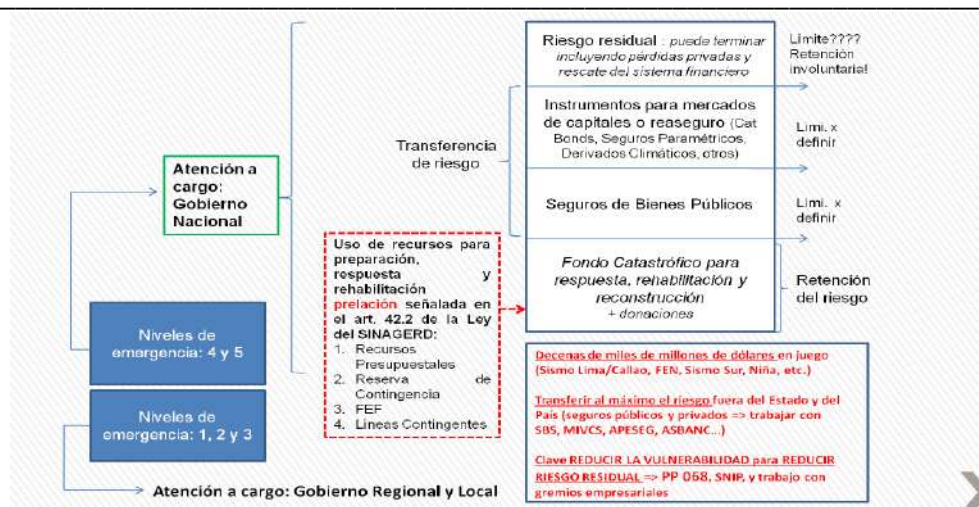 Riesgo residual : puede terminar
incluyendo pérdidas privadas y
rescate del sistema financiero
Limite????
Retención
involuntaria!
Instrumentos para mercados
de capitales o reaseguro (Cat
Bonds, Seguros Paramétricos,
Derivados Climáticos, otros)
Limi. x
definir
Transferencia
de riesgo
Seguros de Bienes Públicos
Limi. x
definir
Atención a
cargo:
Gobierno
Nacional
Uso de recursos para
preparación,
respuesta y
rehabilitación
prelación señalada en
el art. 42.2 de la Ley
del SINAGERD:
1. Recursos
Presupuestales
2. Reserva de
Contingencia
3. FEF
4. Lineas Contingentes
Fondo Catastrófico para
respuesta, rehabilitación y
reconstrucción
+ donaciones
Retención
del riesgo
Niveles de
emergencia: 4 y 5
Niveles de
emergencia: 1, 2 y 3
Decenas de miles de millones de dólares en juego
(Sismo Lima/Callao, FEN, Sismo Sur, Niña, etc.)
Transferir al máximo el riesgo fuera del Estado y del
País (seguros públicos y privados => trabajar con
SBS, MIVCS, APESEG, ASBANC...)
Clave REDUCIR LA VULNERABILIDAD para REDUCIR
RIESGO RESIDUAL => PP 068, SNIP, y trabajo con
gremios empresariales
Atención a cargo: Gobierno Regional y Local